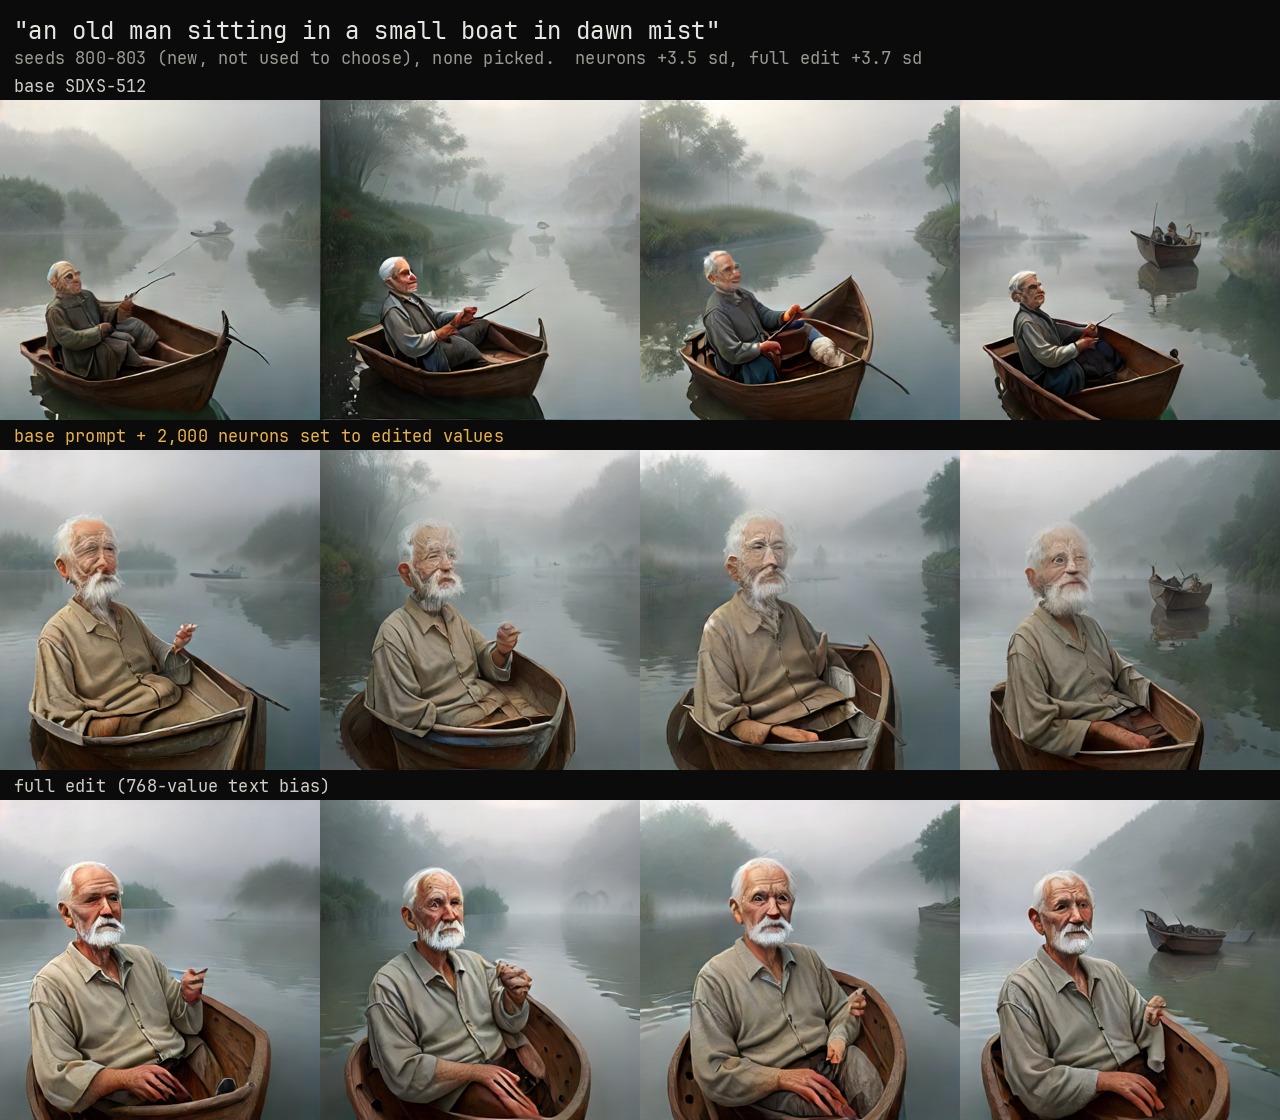 "an old man sitting in a small boat in dawn mist"
seeds 800-803 (new, not used to choose), none picked.  neurons +3.5 sd, full edit +3.7 sd
base SDXS-512
base prompt + 2,000 neurons set to edited values
full edit (768-value text bias)